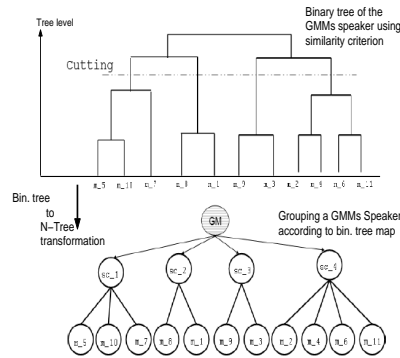 Tree level
Binary tree of the
GMMs speaker using
similarity criterion
Cutting
m_5 m_10 m_7 m_8 m_1 m_9 m_3 m_2 m_4 m_6 m_11
Bin. tree
to
N-Tree
transformation
GM
Grouping a GMMs Speaker
according to bin. tree map
sc_1 sc_2 sc_3 sc_4
m_5 m_10 m_7 m_8 m_1 m_9 m_3 m_2 m_4 m_6 m_11